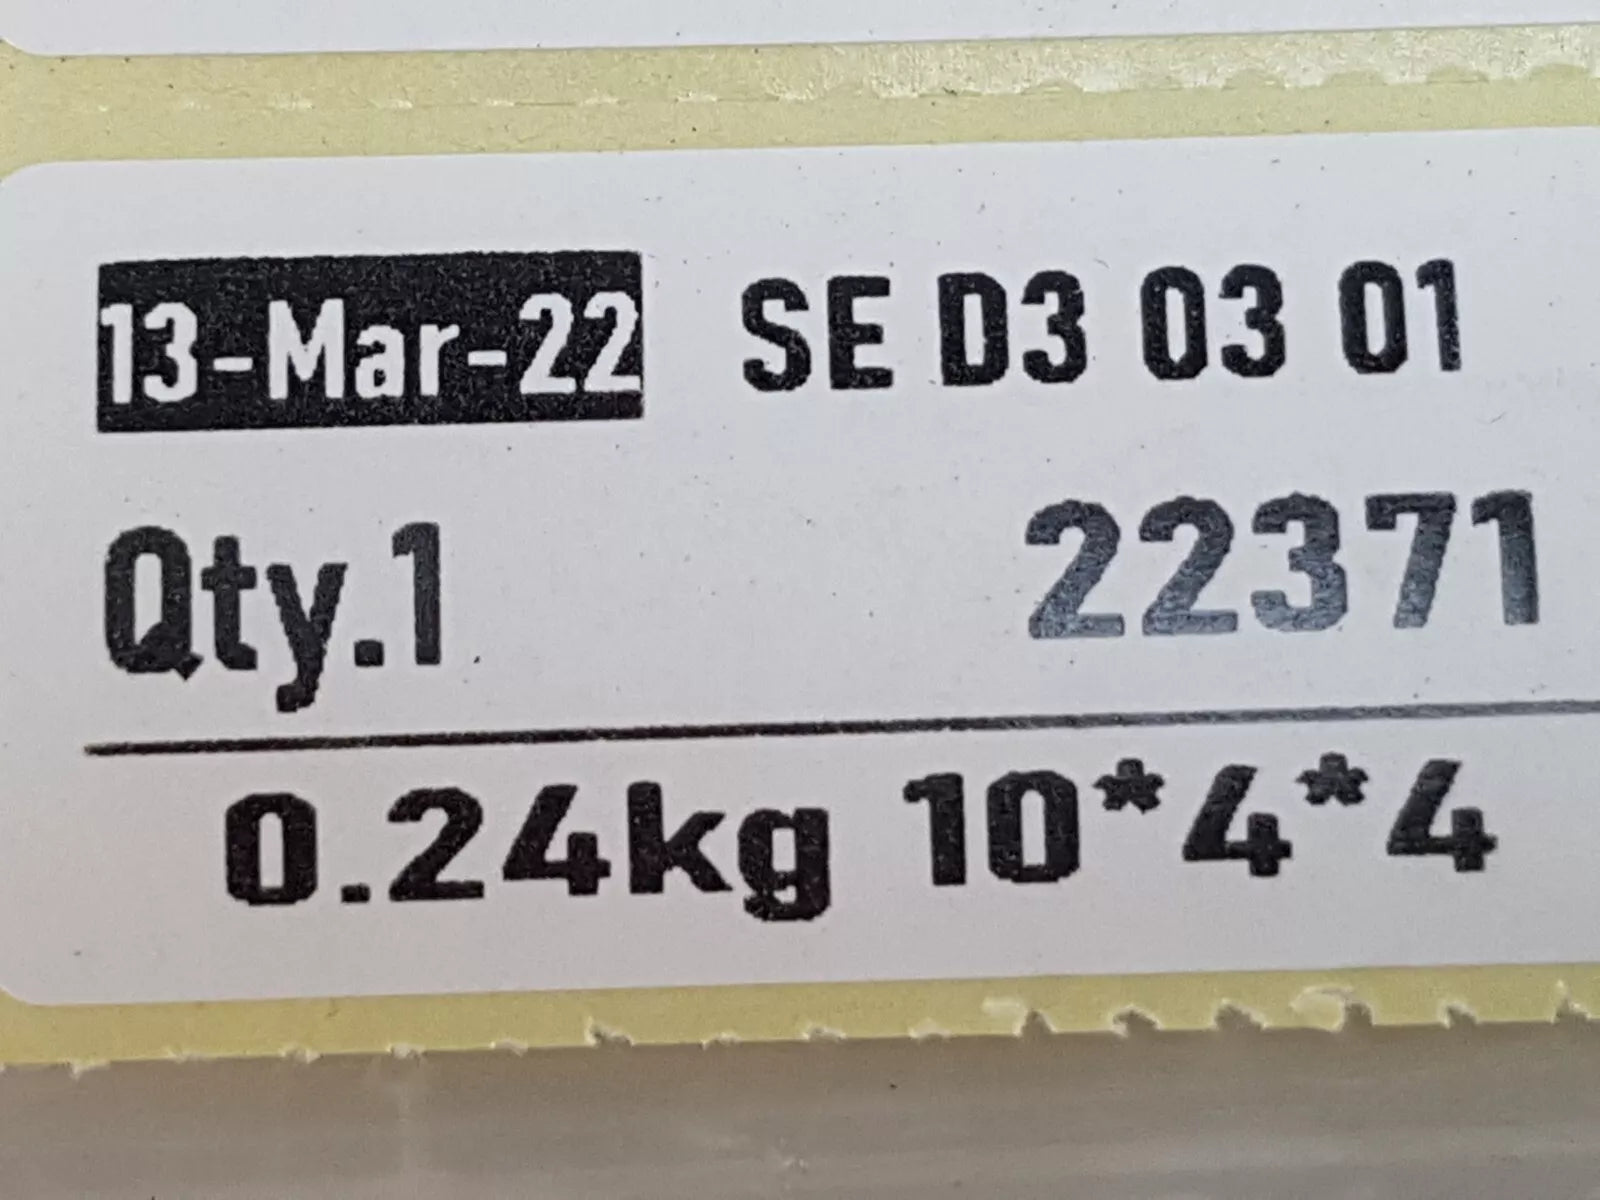 13-Mar-22 SE D3 03 01
Qty.1 22371
0.24kg 10*4*4